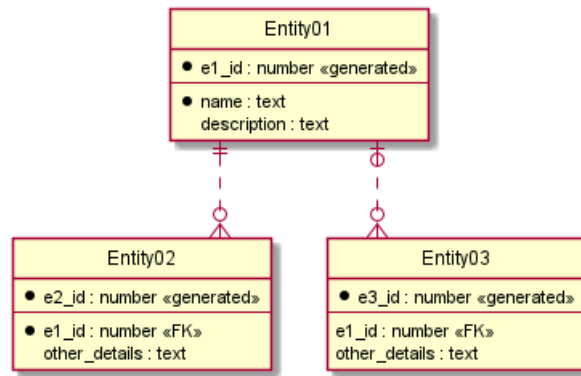 Entity01
e1_id : number «generated»
name : text
description : text
Entity02
e2_id : number «generated»
e1_id : number «FK»
other_details : text
Entity03
e3_id : number «generated»
e1_id : number «FK»
other_details : text